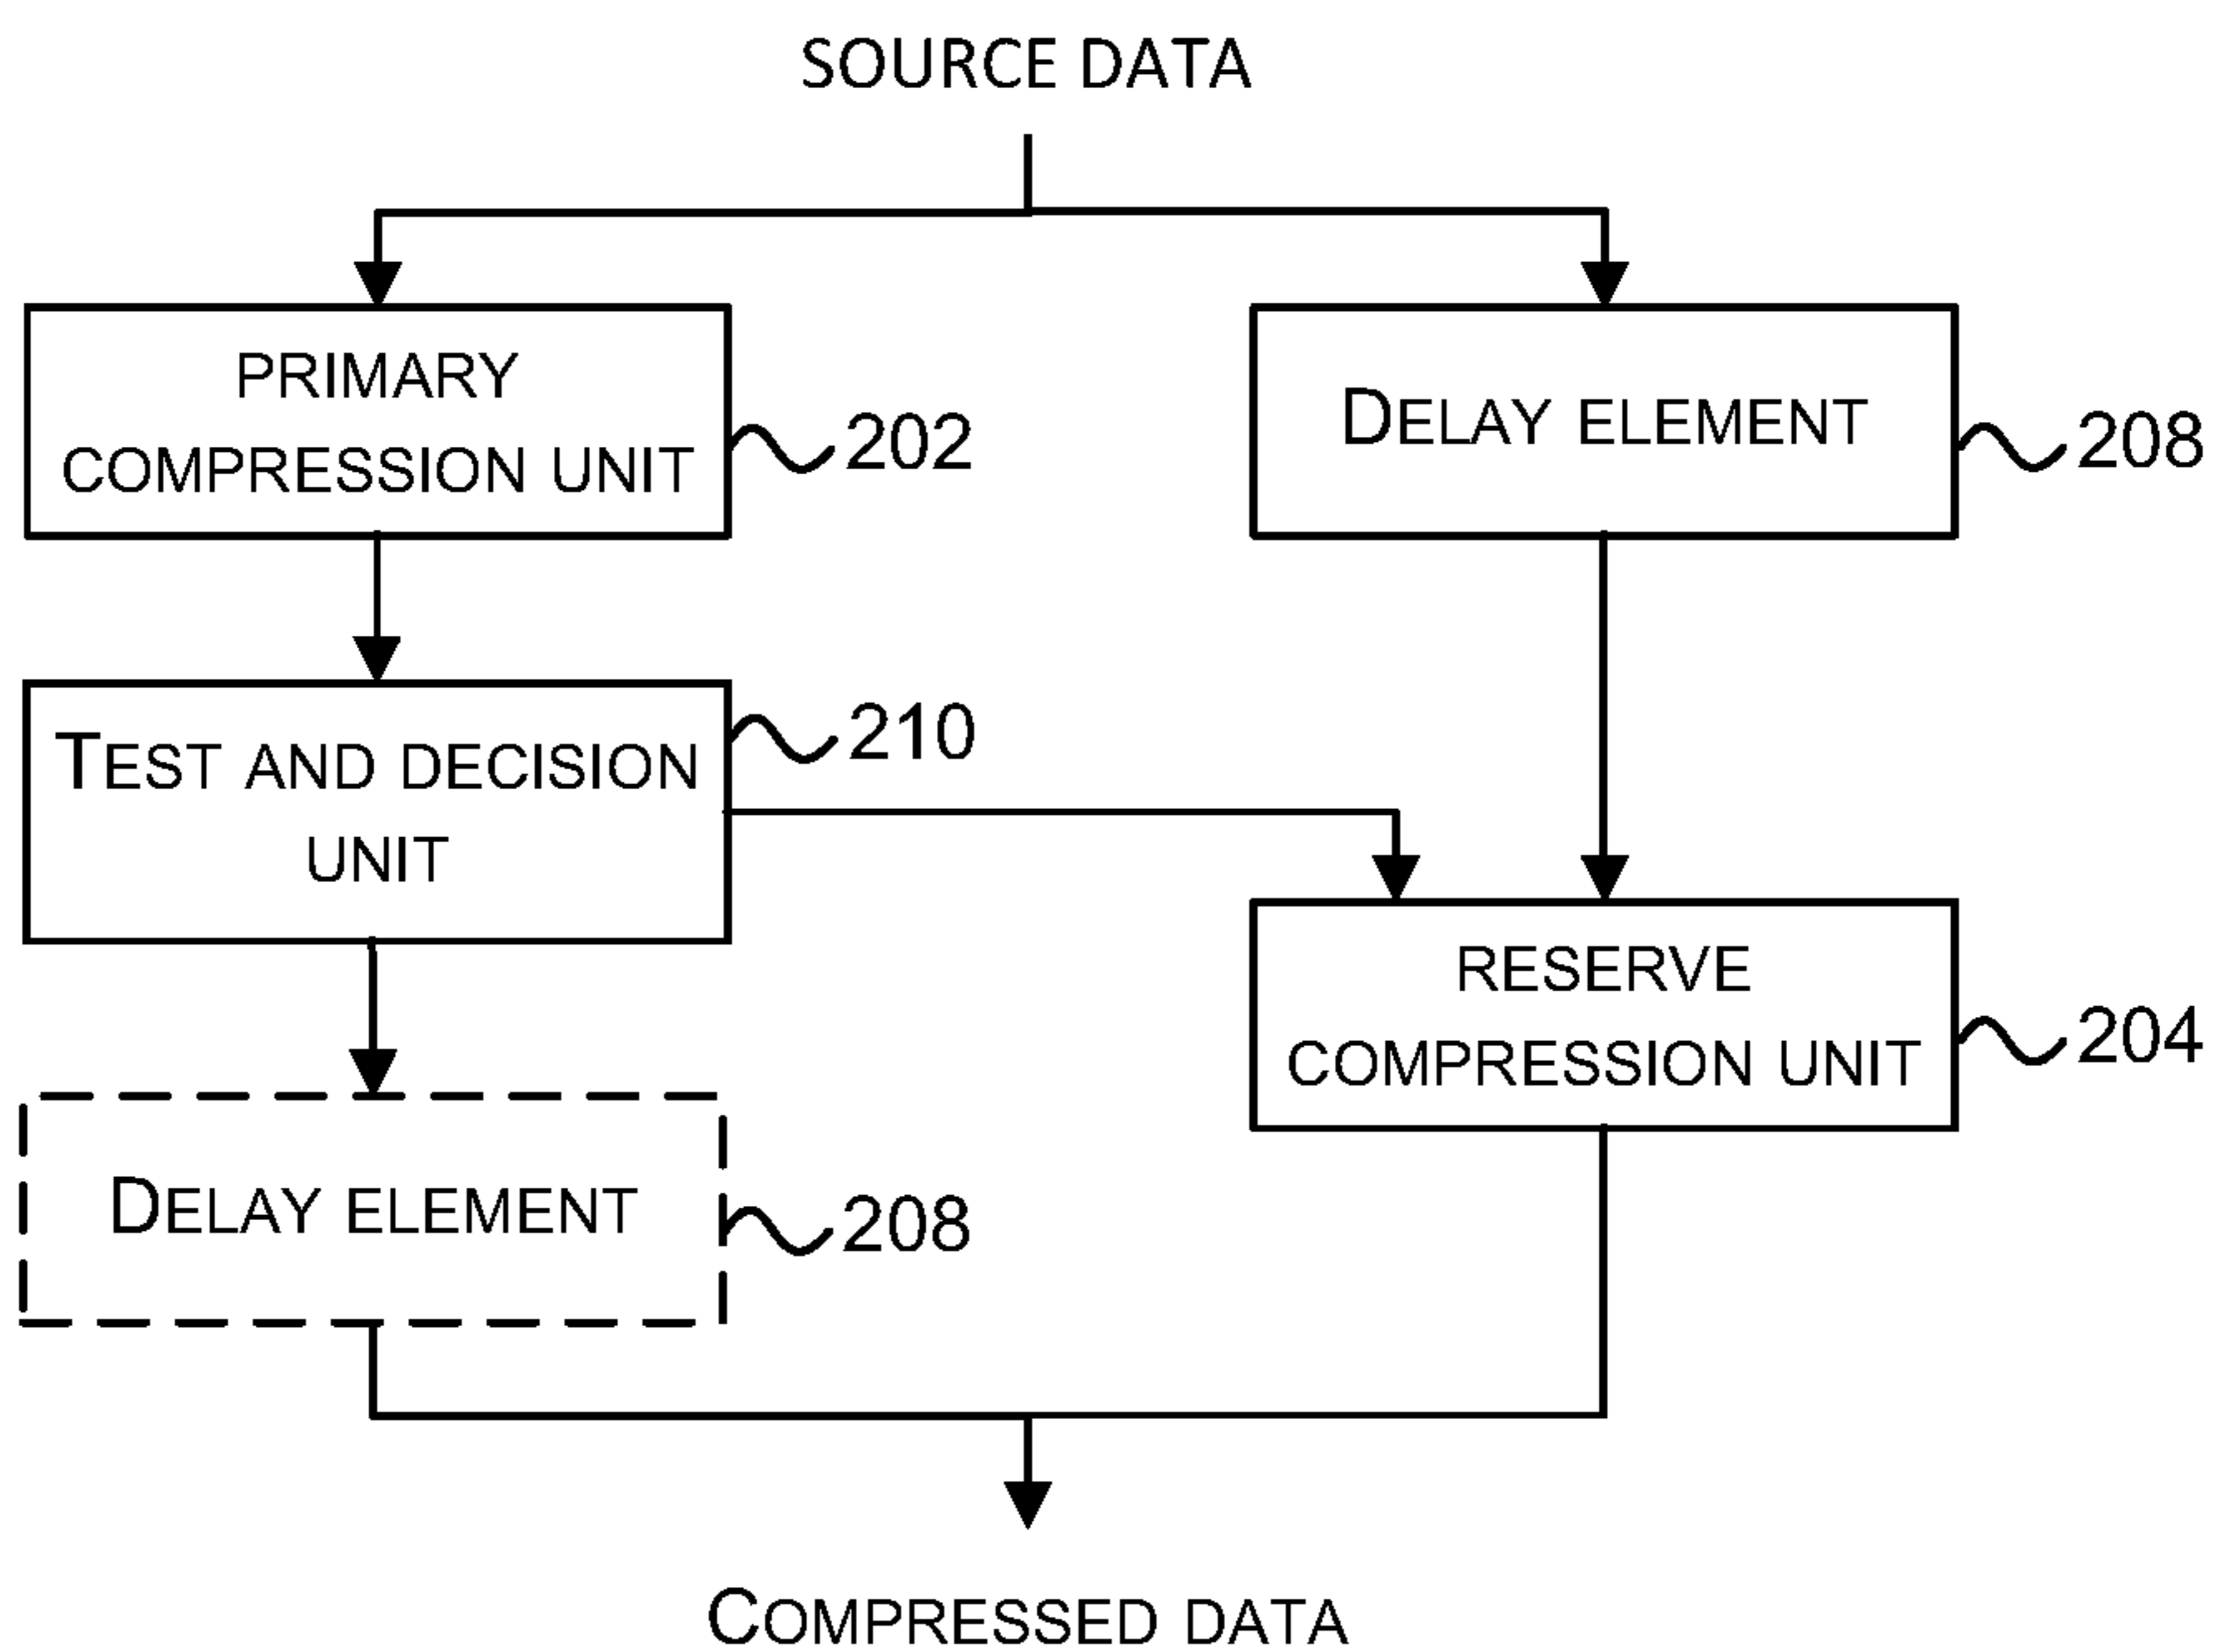 SOURCE DATA
PRIMARY
COMPRESSION UNIT
202
DELAY ELEMENT
208
TEST AND DECISION
UNIT
210
RESERVE
COMPRESSION UNIT
204
DELAY ELEMENT
208
COMPRESSED DATA